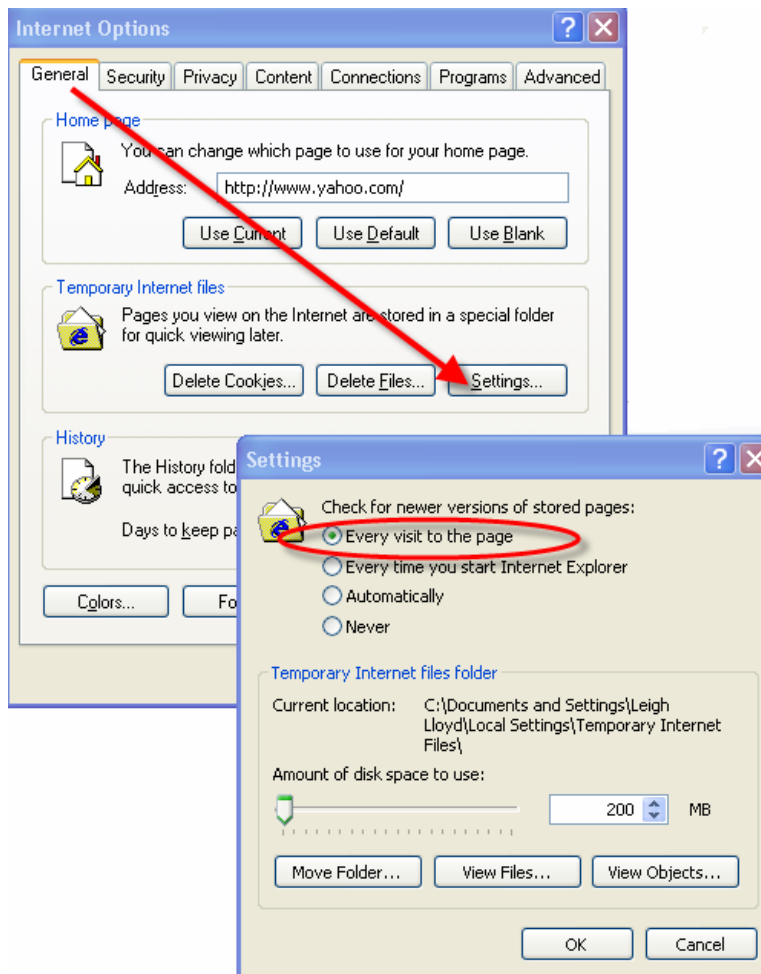 Internet Options
General Security Privacy Content Connections Programs Advanced
Home page
You can change which page to use for your home page.
Address: http://www.yahoo.com/
Use Current Use Default Use Blank
Temporary Internet files
Pages you view on the Internet are stored in a special folder
for quick viewing later.
Delete Cookies... Delete Files... Settings...
History
The History fold
quick access to
Days to keep pa
Colors... Fo
Settings
Check for newer versions of stored pages:
Every visit to the page
Every time you start Internet Explorer
Automatically
Never
Temporary Internet files folder
Current location: C:\Documents and Settings\Leigh
Lloyd\Local Settings\Temporary Internet
Files\
Amount of disk space to use:
200 MB
Move Folder... View Files... View Objects...
OK Cancel